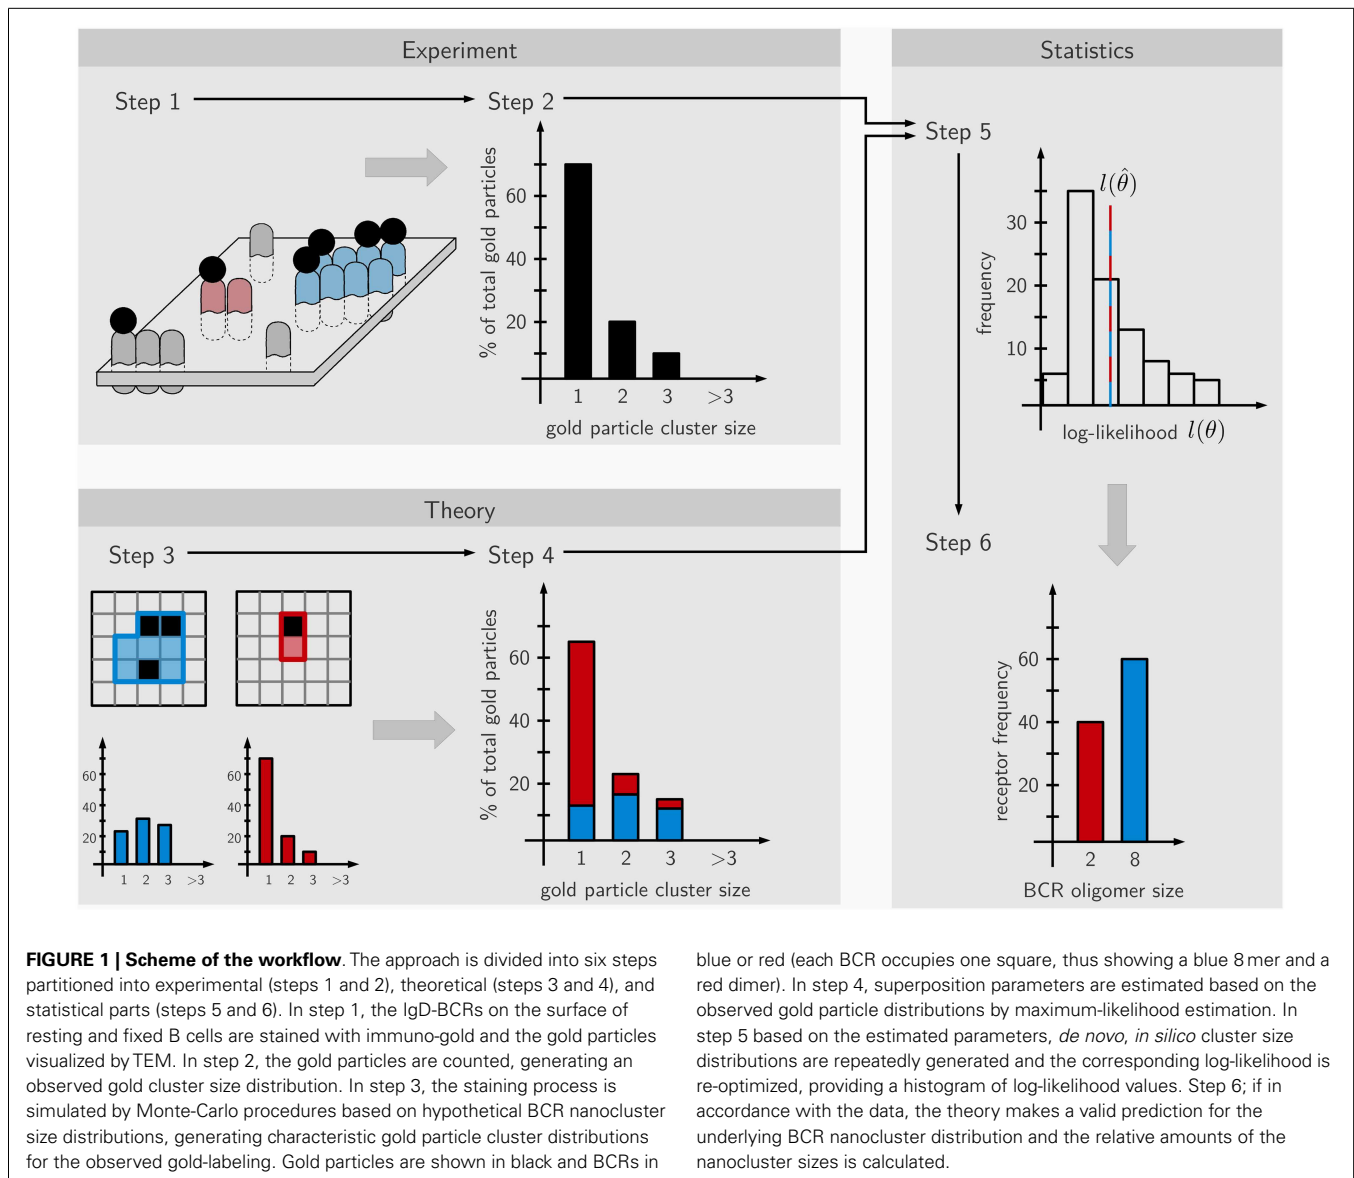 Experiment
Step 1
Step 2
% of total gold particles
60
40
20
1 2 3 >3
gold particle cluster size
Theory
Step 3
Step 4
60
40
20
1 2 3 >3
60
40
20
1 2 3 >3
% of total gold particles
60
40
20
1 2 3 >3
gold particle cluster size
Statistics
Step 5
l(θ̂)
frequency
30
20
10
log-likelihood l(θ)
Step 6
receptor frequency
60
40
20
2 8
BCR oligomer size
FIGURE 1 | Scheme of the workflow. The approach is divided into six steps
partitioned into experimental (steps 1 and 2), theoretical (steps 3 and 4), and
statistical parts (steps 5 and 6). In step 1, the IgD-BCRs on the surface of
resting and fixed B cells are stained with immuno-gold and the gold particles
visualized by TEM. In step 2, the gold particles are counted, generating an
observed gold cluster size distribution. In step 3, the staining process is
simulated by Monte-Carlo procedures based on hypothetical BCR nanocluster
size distributions, generating characteristic gold particle cluster distributions
for the observed gold-labeling. Gold particles are shown in black and BCRs in
blue or red (each BCR occupies one square, thus showing a blue 8 mer and a
red dimer). In step 4, superposition parameters are estimated based on the
observed gold particle distributions by maximum-likelihood estimation. In
step 5 based on the estimated parameters, de novo, in silico cluster size
distributions are repeatedly generated and the corresponding log-likelihood is
re-optimized, providing a histogram of log-likelihood values. Step 6; if in
accordance with the data, the theory makes a valid prediction for the
underlying BCR nanocluster distribution and the relative amounts of the
nanocluster sizes is calculated.